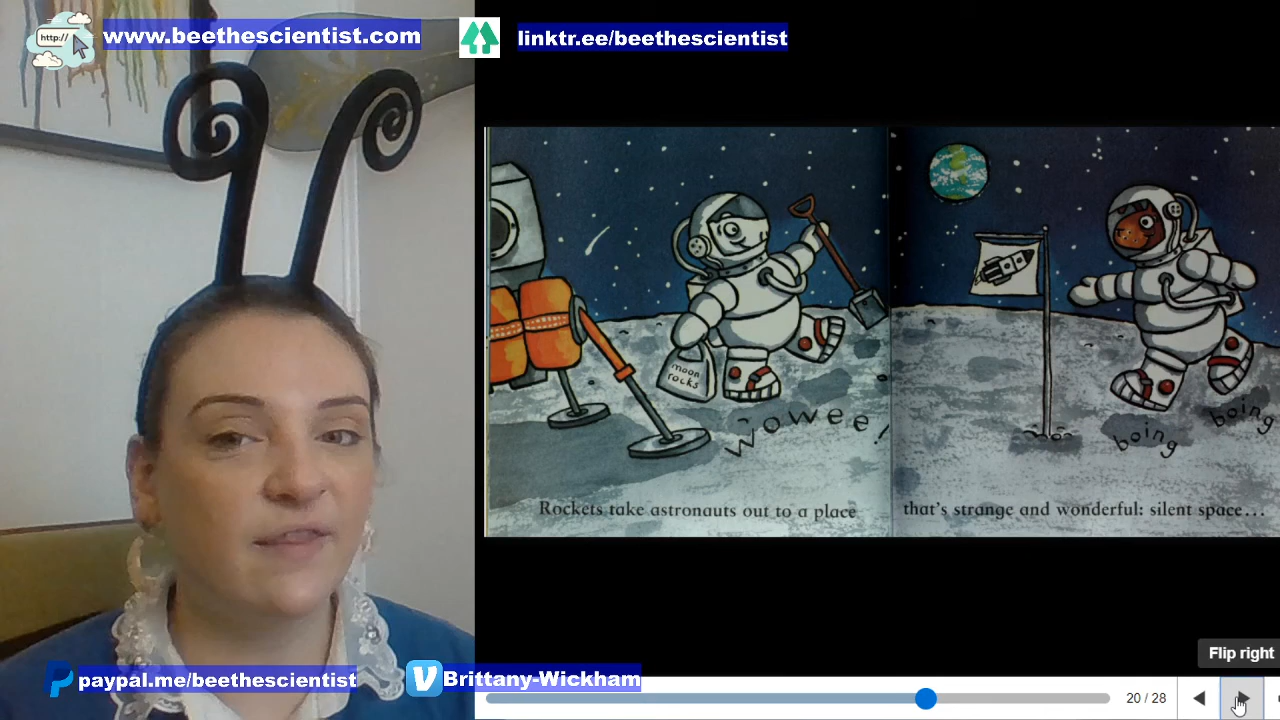 http://
www.beethescientist.com
linktr.ee/beethescientist
moon
rocks
wowee!
boing
boing
Rockets take astronauts out to a place
that's strange and wonderful: silent space...
Flip right
paypal.me/beethescientist
Brittany-Wickham
20 / 28